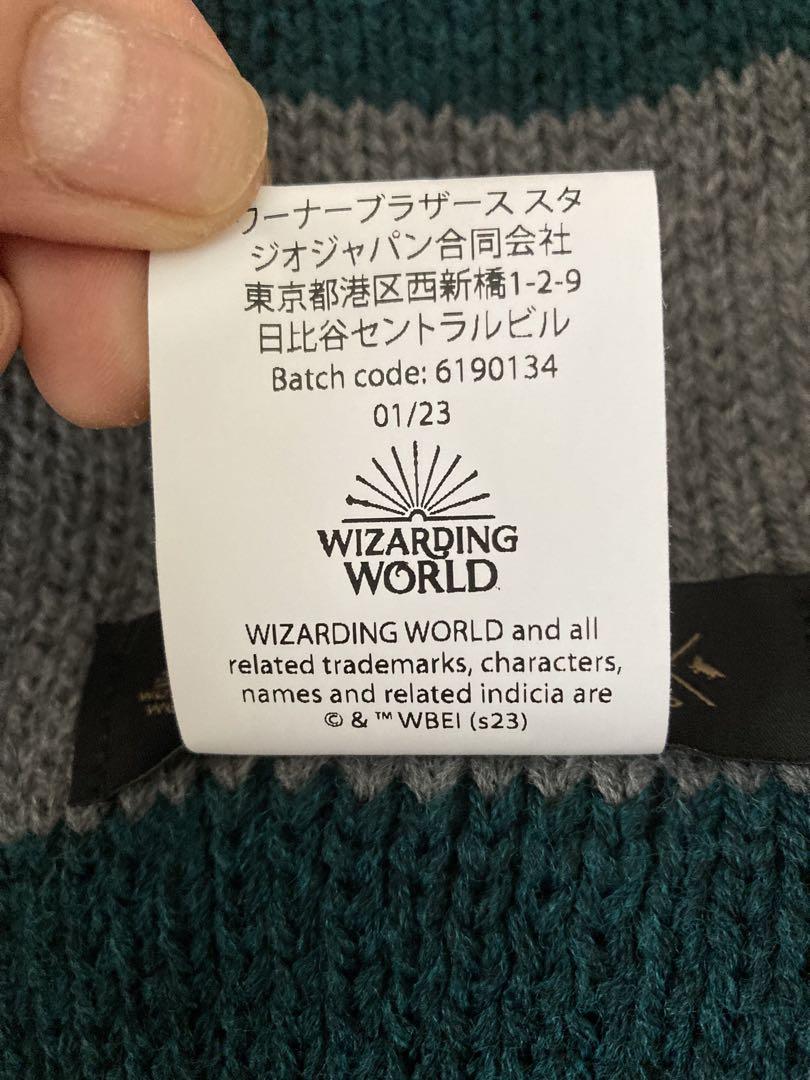 ワーナーブラザース スタ
ジオジャパン合同会社
東京都港区西新橋1-2-9
日比谷セントラルビル
Batch code: 6190134
01/23
WIZARDING
WORLD
WIZARDING WORLD and all
related trademarks, characters,
names and related indicia are
© & ™ WBEI (s23)